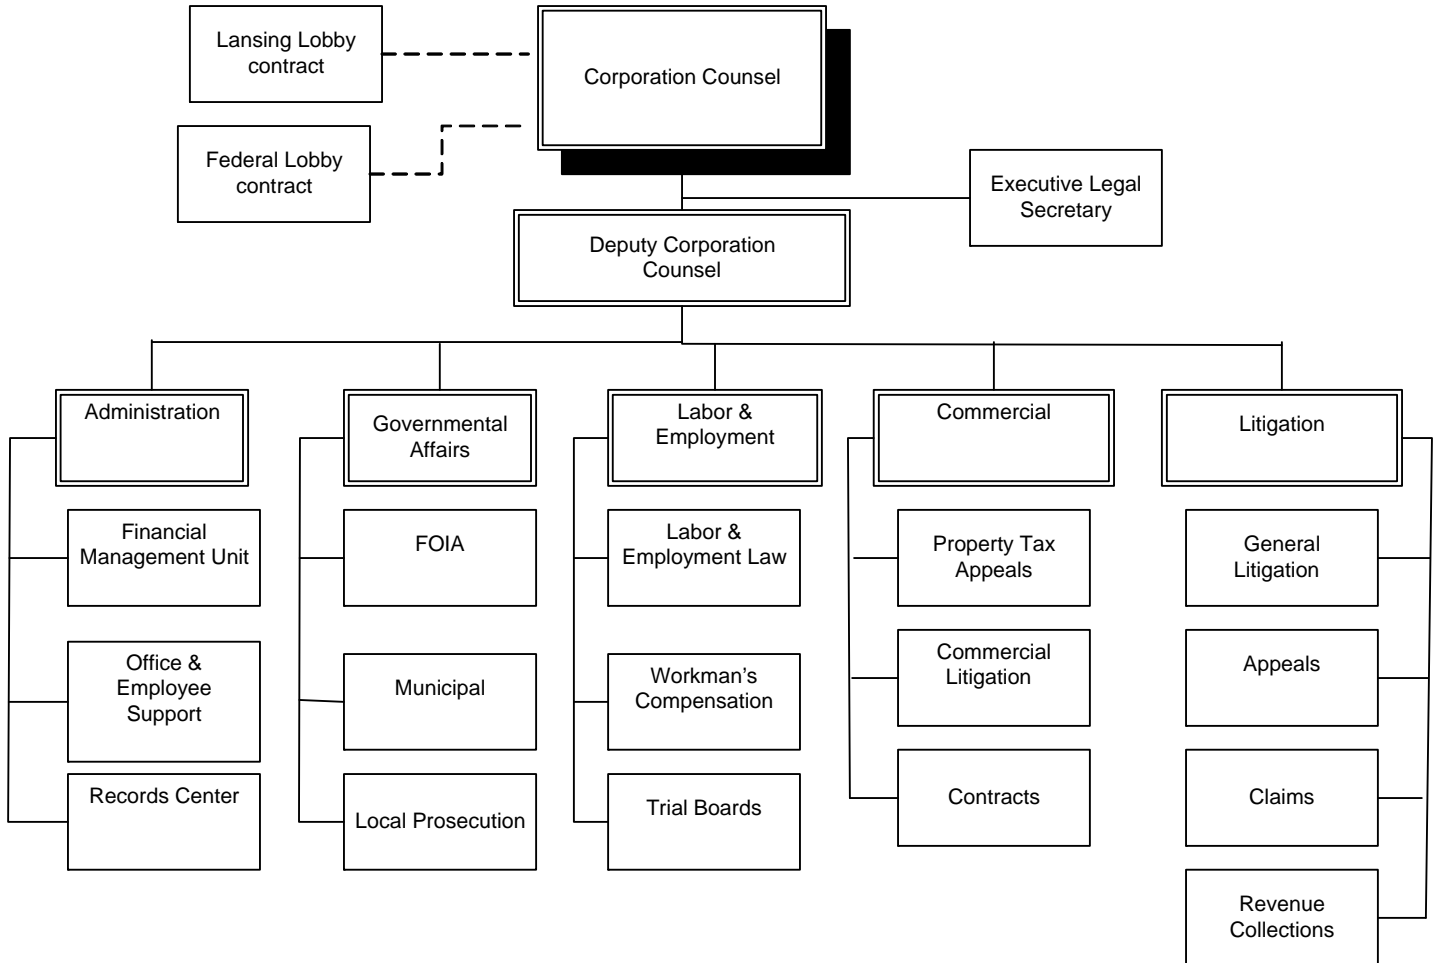 Lansing Lobby
contract
Corporation Counsel
Federal Lobby
contract
Executive Legal
Secretary
Deputy Corporation
Counsel
Administration
Governmental
Affairs
Labor &
Employment
Commercial
Litigation
Financial
Management Unit
FOIA
Labor &
Employment Law
Property Tax
Appeals
General
Litigation
Office &
Employee
Support
Municipal
Workman’s
Compensation
Commercial
Litigation
Appeals
Records Center
Local Prosecution
Trial Boards
Contracts
Claims
Revenue
Collections